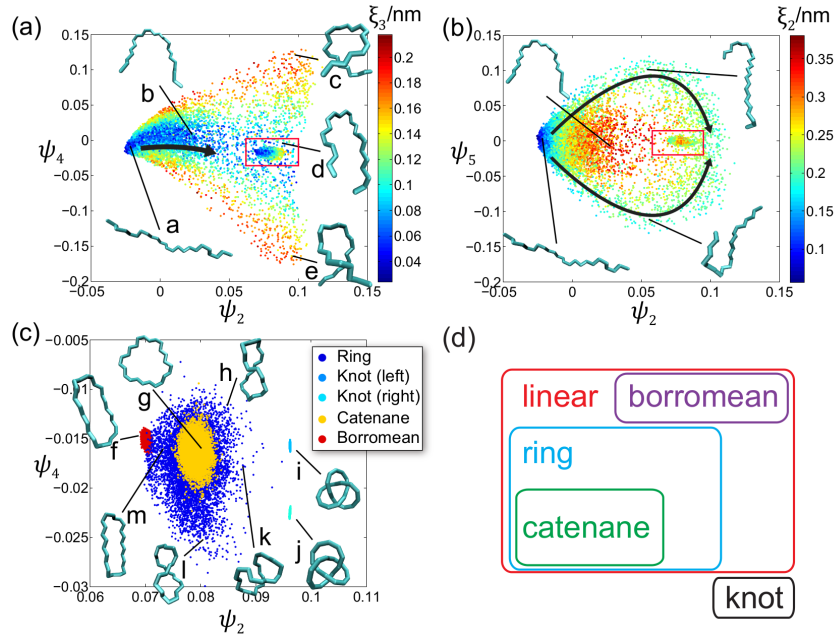 (a)
ξ3/nm
0.15
0.1
0.05
0
−0.05
−0.1
−0.15
−0.2
ψ4
−0.05
0
0.05
0.1
0.15
ψ2
a
b
c
d
e
0.2
0.18
0.16
0.14
0.12
0.1
0.08
0.06
0.04
(b)
ξ2/nm
0.15
0.1
0.05
0
−0.05
−0.1
−0.15
−0.2
ψ5
−0.05
0
0.05
0.1
0.15
ψ2
0.35
0.3
0.25
0.2
0.15
0.1
(c)
−0.005
−0.01
−0.015
−0.02
−0.025
−0.03
ψ4
0.06
0.07
0.08
0.09
0.1
0.11
ψ2
g
h
f
m
l
k
i
j
Ring
Knot (left)
Knot (right)
Catenane
Borromean
(d)
linear
borromean
ring
catenane
knot